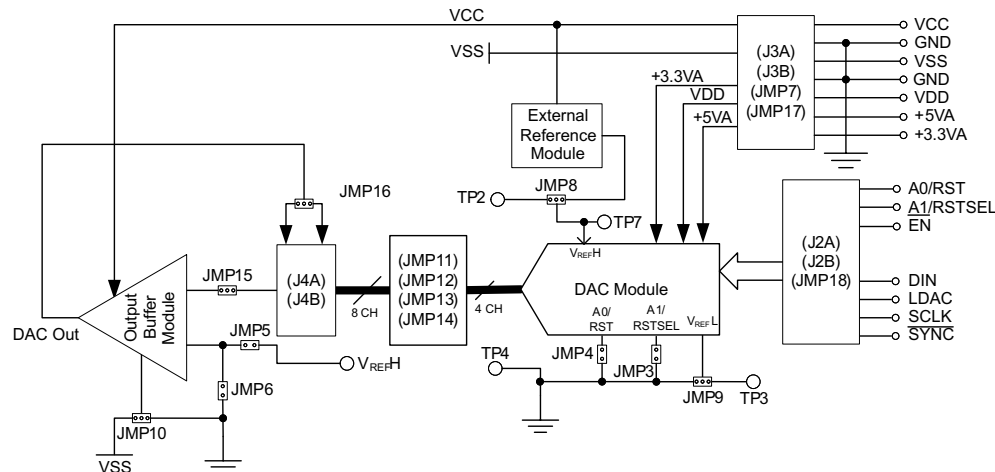 VCC
VSS
+3.3VA
VDD
+5VA
(J3A)
(J3B)
(JMP7)
(JMP17)
VCC
GND
VSS
GND
VDD
+5VA
+3.3VA
External
Reference
Module
JMP16
TP2
JMP8
TP7
(J2A)
(J2B)
(JMP18)
A0/RST
A1/RSTSEL
EN
DIN
LDAC
SCLK
SYNC
DAC Out
Output
Buffer
Module
JMP15
(J4A)
(J4B)
8 CH
(JMP11)
(JMP12)
(JMP13)
(JMP14)
4 CH
VREFH
DAC Module
A0/
RST
A1/
RSTSEL
VREFL
JMP5
VREFH
JMP6
JMP10
VSS
TP4
JMP4
JMP3
JMP9
TP3